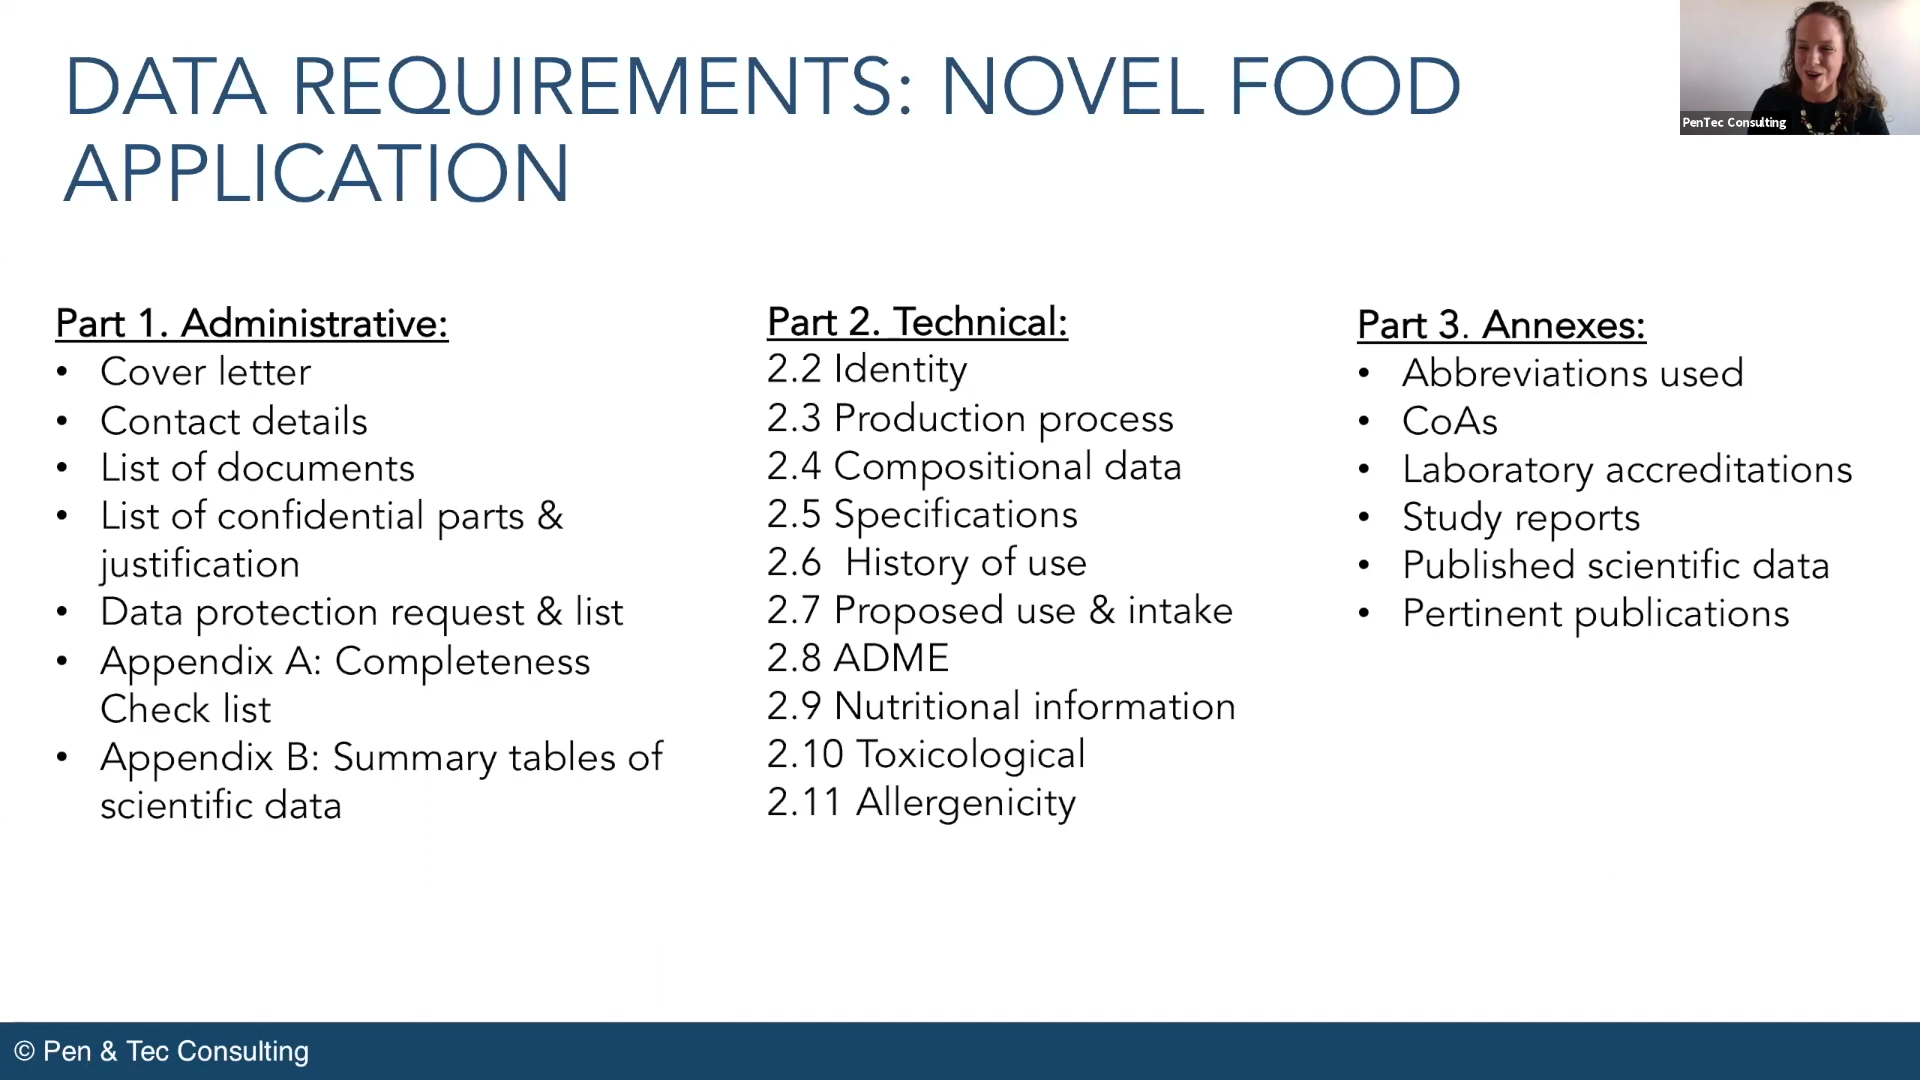 DATA REQUIREMENTS: NOVEL FOOD
APPLICATION
PenTec Consulting
Part 1. Administrative:
• Cover letter
• Contact details
• List of documents
• List of confidential parts &
justification
• Data protection request & list
• Appendix A: Completeness
Check list
• Appendix B: Summary tables of
scientific data
Part 2. Technical:
2.2 Identity
2.3 Production process
2.4 Compositional data
2.5 Specifications
2.6 History of use
2.7 Proposed use & intake
2.8 ADME
2.9 Nutritional information
2.10 Toxicological
2.11 Allergenicity
Part 3. Annexes:
• Abbreviations used
• CoAs
• Laboratory accreditations
• Study reports
• Published scientific data
• Pertinent publications
© Pen & Tec Consulting